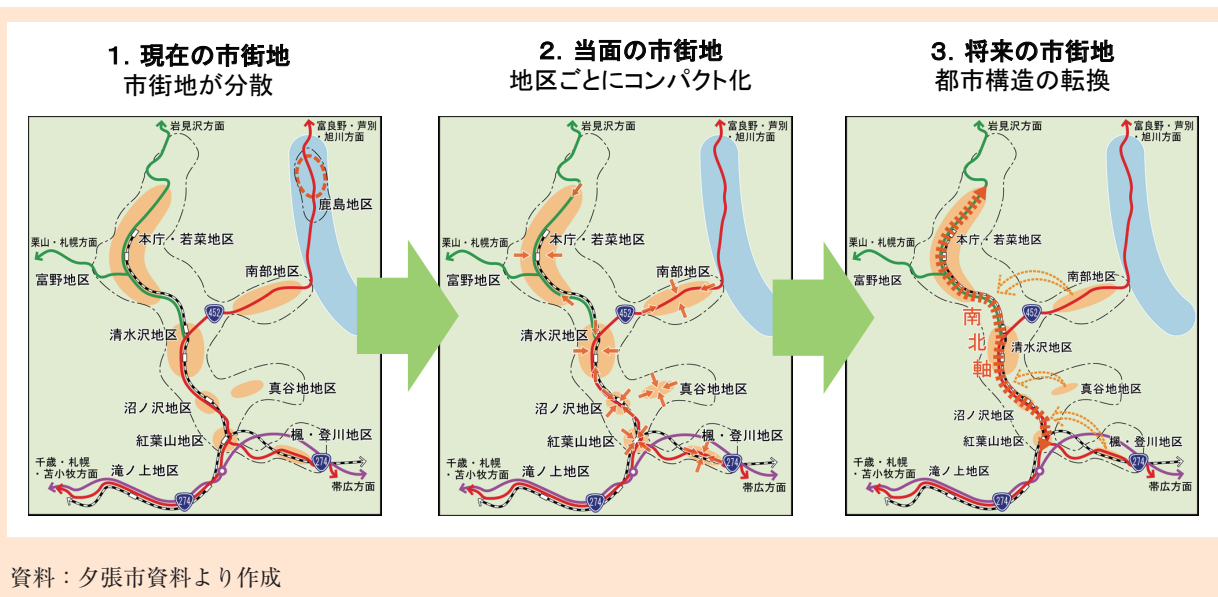 1. 現在の市街地
市街地が分散
岩見沢方面
富良野・芦別
・旭川方面
鹿島地区
本庁・若菜地区
栗山・札幌方面
富野地区
南部地区
452
清水沢地区
真谷地地区
沼ノ沢地区
紅葉山地区
楓・登川地区
千歳・札幌
・苫小牧方面
滝ノ上地区
274
274
帯広方面
2. 当面の市街地
地区ごとにコンパクト化
岩見沢方面
富良野・芦別
・旭川方面
本庁・若菜地区
栗山・札幌方面
富野地区
南部地区
452
清水沢地区
真谷地地区
沼ノ沢地区
紅葉山地区
楓・登川地区
千歳・札幌
・苫小牧方面
滝ノ上地区
274
274
帯広方面
3. 将来の市街地
都市構造の転換
岩見沢方面
富良野・芦別
・旭川方面
本庁・若菜地区
栗山・札幌方面
富野地区
南部地区
452
南北軸
清水沢地区
真谷地地区
沼ノ沢地区
紅葉山地区
楓・登川地区
千歳・札幌
・苫小牧方面
滝ノ上地区
274
274
帯広方面
資料：夕張市資料より作成